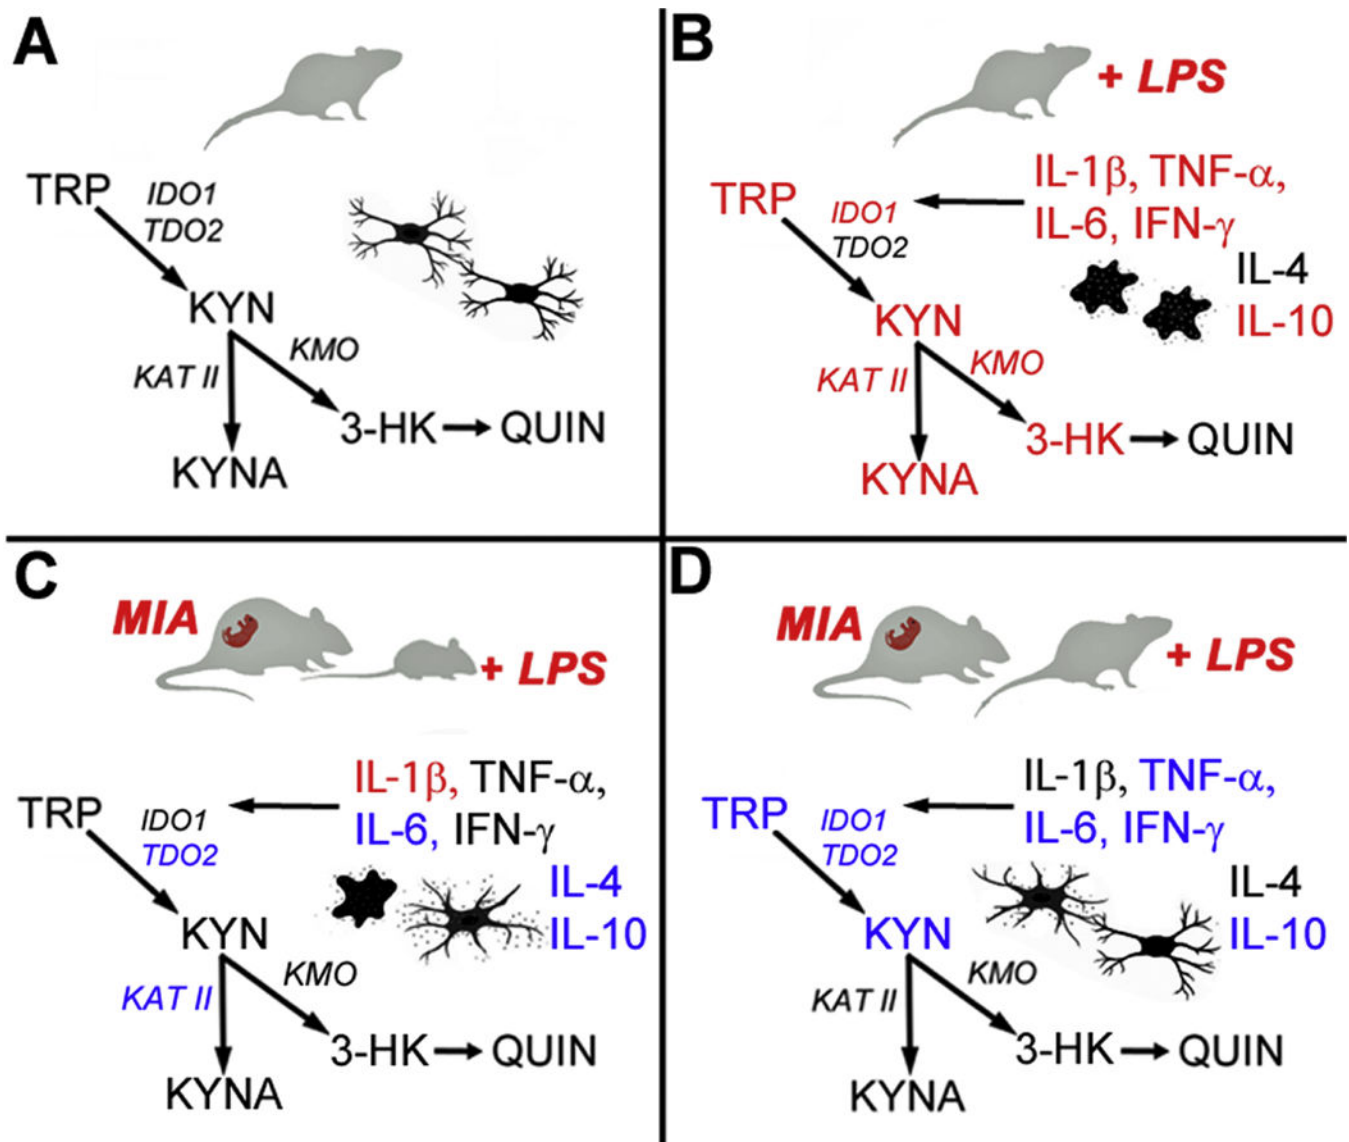 A
TRP
IDO1
TDO2
KYN
KAT II
KMO
3-HK
QUIN
KYNA
B
+ LPS
TRP
IDO1
TDO2
IL-1β, TNF-α,
IL-6, IFN-γ
IL-4
IL-10
KYN
KAT II
KMO
3-HK
QUIN
KYNA
C
MIA
+ LPS
TRP
IDO1
TDO2
IL-1β, TNF-α,
IL-6, IFN-γ
IL-4
IL-10
KYN
KAT II
KMO
3-HK
QUIN
KYNA
D
MIA
+ LPS
TRP
IDO1
TDO2
IL-1β, TNF-α,
IL-6, IFN-γ
IL-4
IL-10
KYN
KAT II
KMO
3-HK
QUIN
KYNA